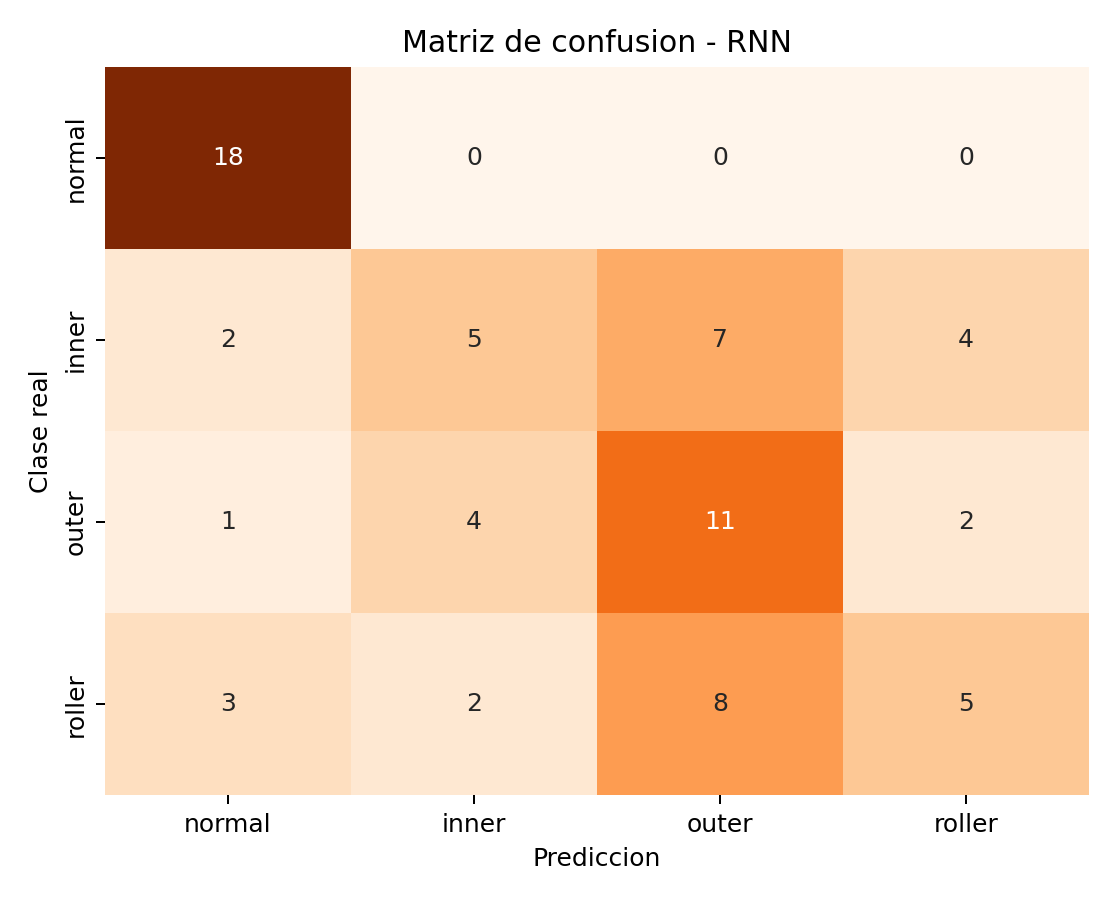 Matriz de confusion - RNN
Clase real
normal 18 0 0 0
inner 2 5 7 4
outer 1 4 11 2
roller 3 2 8 5
normal inner outer roller
Prediccion